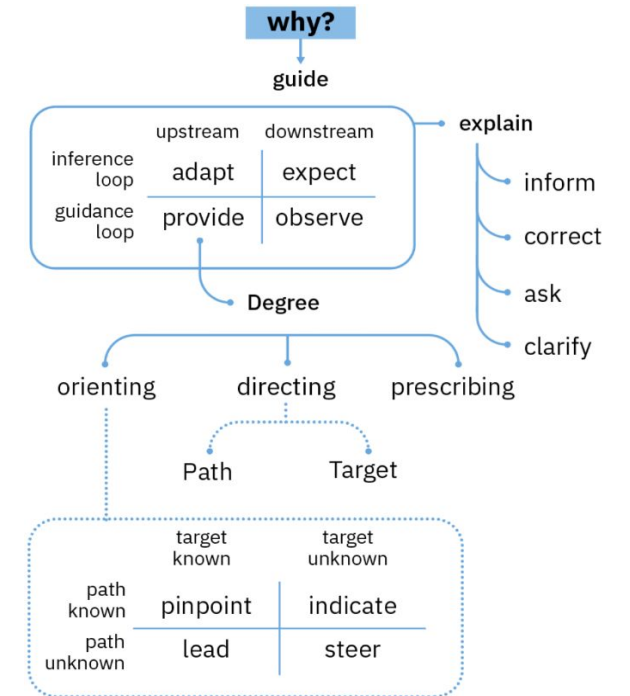 why?
guide
upstream downstream
explain
inference
loop
adapt expect
inform
guidance
loop
provide observe
correct
ask
Degree
clarify
orienting directing prescribing
Path Target
target
known
target
unknown
path
known
pinpoint indicate
path
unknown
lead steer